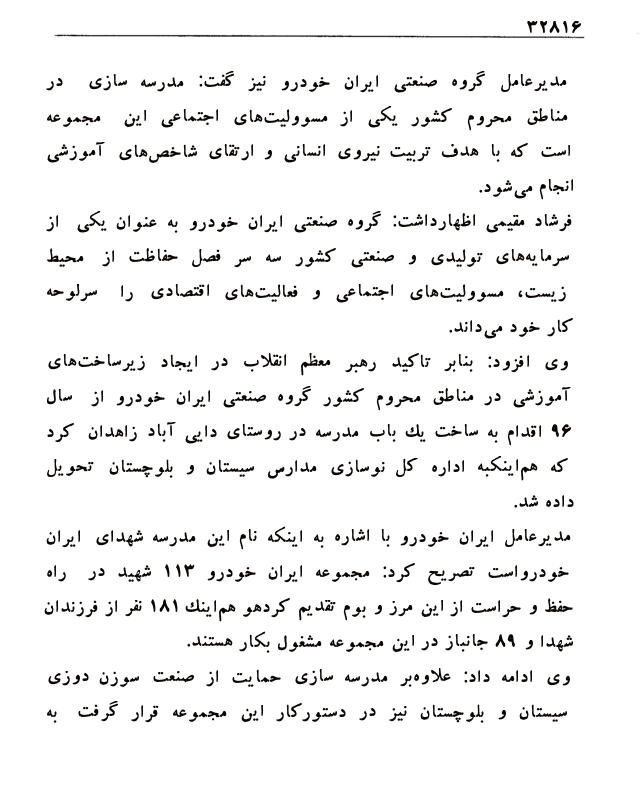 ۳۲۸۱۶
مدیرعامل گروه صنعتی ایران خودرو نیز گفت: مدرسه سازی در
مناطق محروم کشور یکی از مسوولیت‌های اجتماعی این مجموعه
است که با هدف تربیت نیروی انسانی و ارتقای شاخص‌های آموزشی
انجام می‌شود.
فرشاد مقیمی اظهارداشت: گروه صنعتی ایران خودرو به عنوان یکی از
سرمایه‌های تولیدی و صنعتی کشور سه سر فصل حفاظت از محیط
زیست، مسوولیت‌های اجتماعی و فعالیت‌های اقتصادی را سرلوحه
کار خود می‌داند.
وی افزود: بنابر تاکید رهبر معظم انقلاب در ایجاد زیرساخت‌های
آموزشی در مناطق محروم کشور گروه صنعتی ایران خودرو از سال
۹۶ اقدام به ساخت یك باب مدرسه در روستای دایی آباد زاهدان کرد
که هم‌اینکبه اداره کل نوسازی مدارس سیستان و بلوچستان تحویل
داده شد.
مدیرعامل ایران خودرو با اشاره به اینکه نام این مدرسه شهدای ایران
خودرواست تصریح کرد: مجموعه ایران خودرو ۱۱۳ شهید در راه
حفظ و حراست از این مرز و بوم تقدیم کردهو هم‌اینك ۱۸۱ نفر از فرزندان
شهدا و ۸۹ جانباز در این مجموعه مشغول بکار هستند.
وی ادامه داد: علاوه‌بر مدرسه سازی حمایت از صنعت سوزن دوزی
سیستان و بلوچستان نیز در دستورکار این مجموعه قرار گرفت به